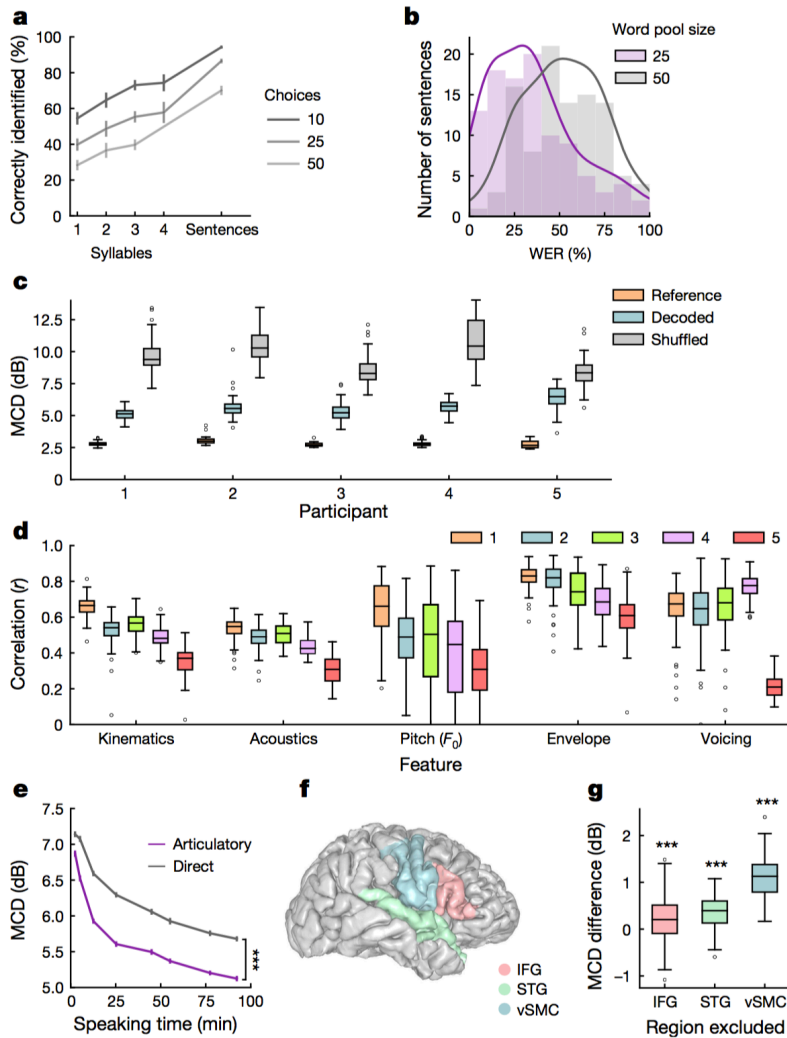 a
Correctly identified (%)
100
80
60
40
20
0
1 2 3 4 Sentences
Syllables
Choices
10
25
50
b
Number of sentences
20
15
10
5
0
0 25 50 75 100
WER (%)
Word pool size
25
50
c
MCD (dB)
12.5
10.0
7.5
5.0
2.5
0
1 2 3 4 5
Participant
Reference
Decoded
Shuffled
d
1 2 3 4 5
Correlation (r)
1.0
0.8
0.6
0.4
0.2
0
Kinematics Acoustics Pitch (F0) Envelope Voicing
Feature
e
MCD (dB)
7.5
7.0
6.5
6.0
5.5
5.0
0 25 50 75 100
Speaking time (min)
Articulatory
Direct
***
f
IFG
STG
vSMC
g
MCD difference (dB)
2
1
0
−1
*** *** ***
IFG STG vSMC
Region excluded